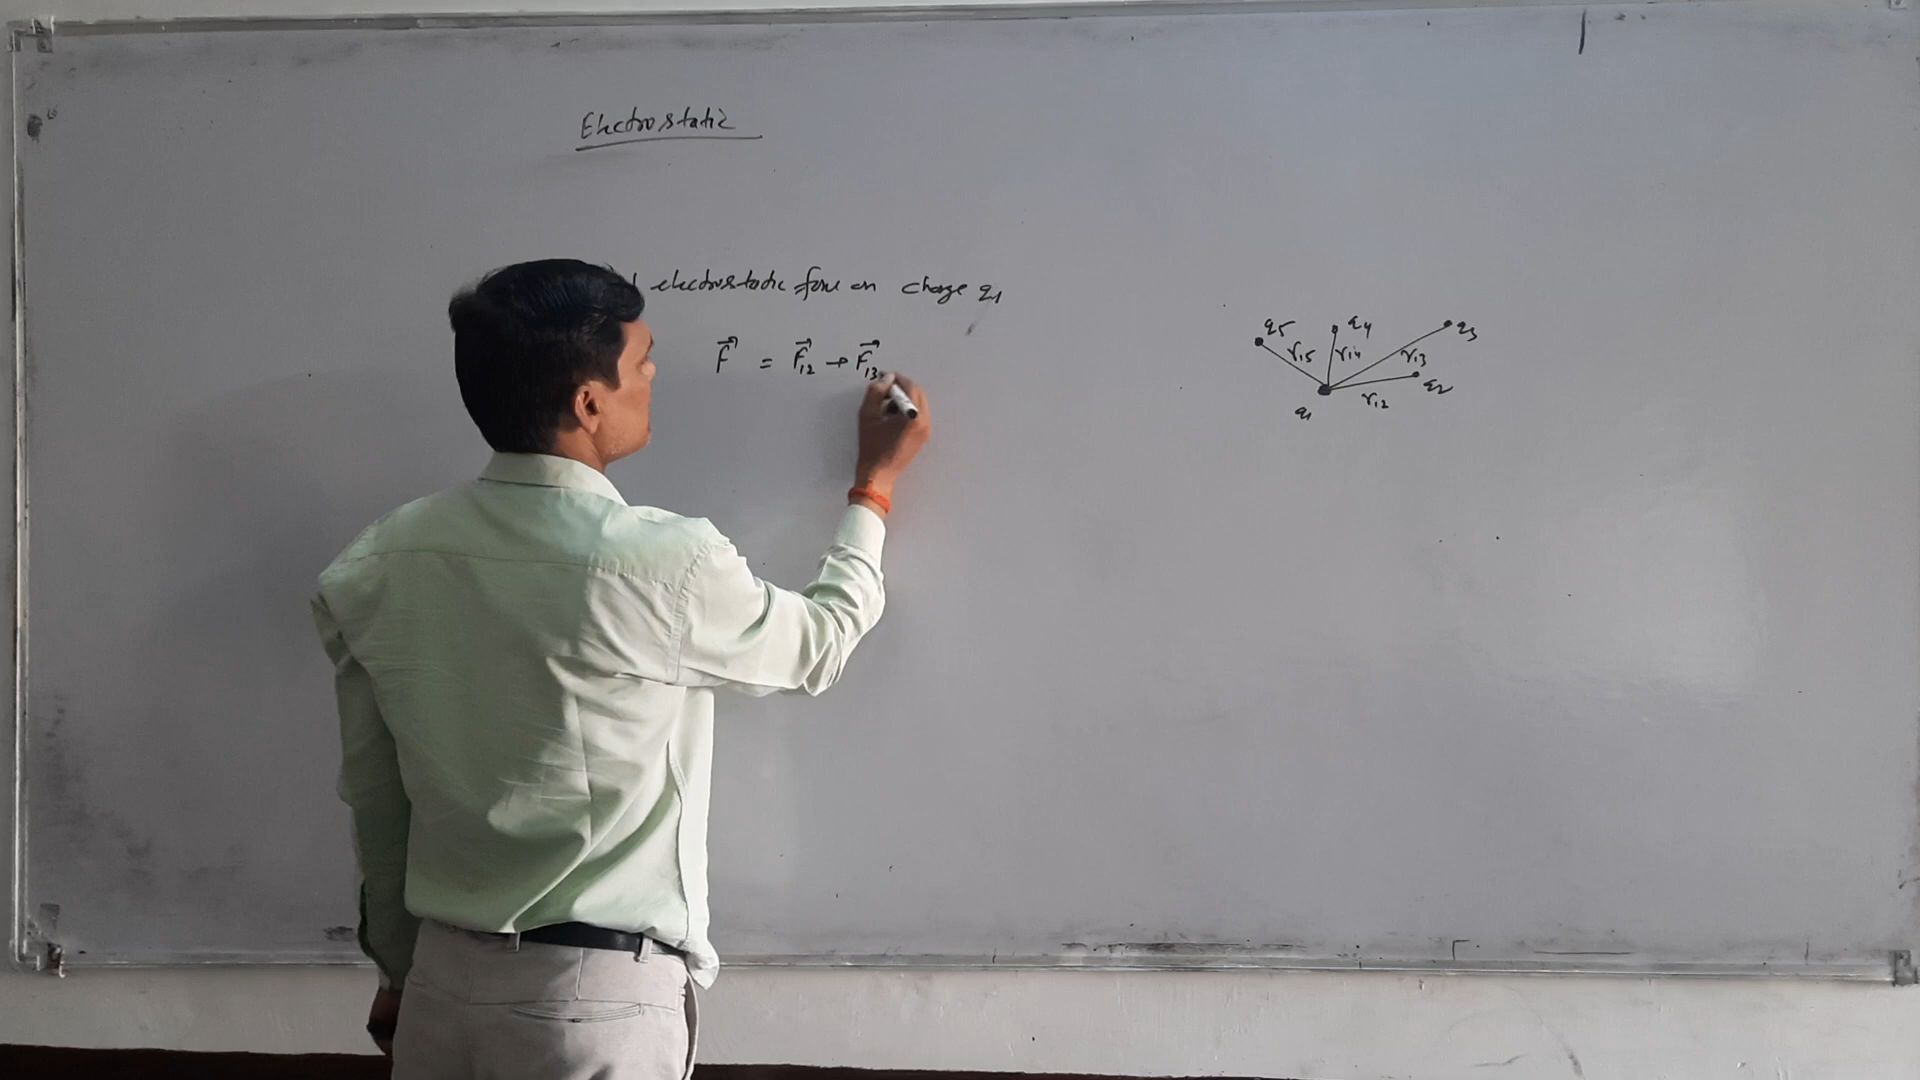 Electrostatic
electrostatic force on charge q1
F⃗ = F⃗12 + F⃗13
q5 q4 q3
r15 r14 r13
q2
q1 r12